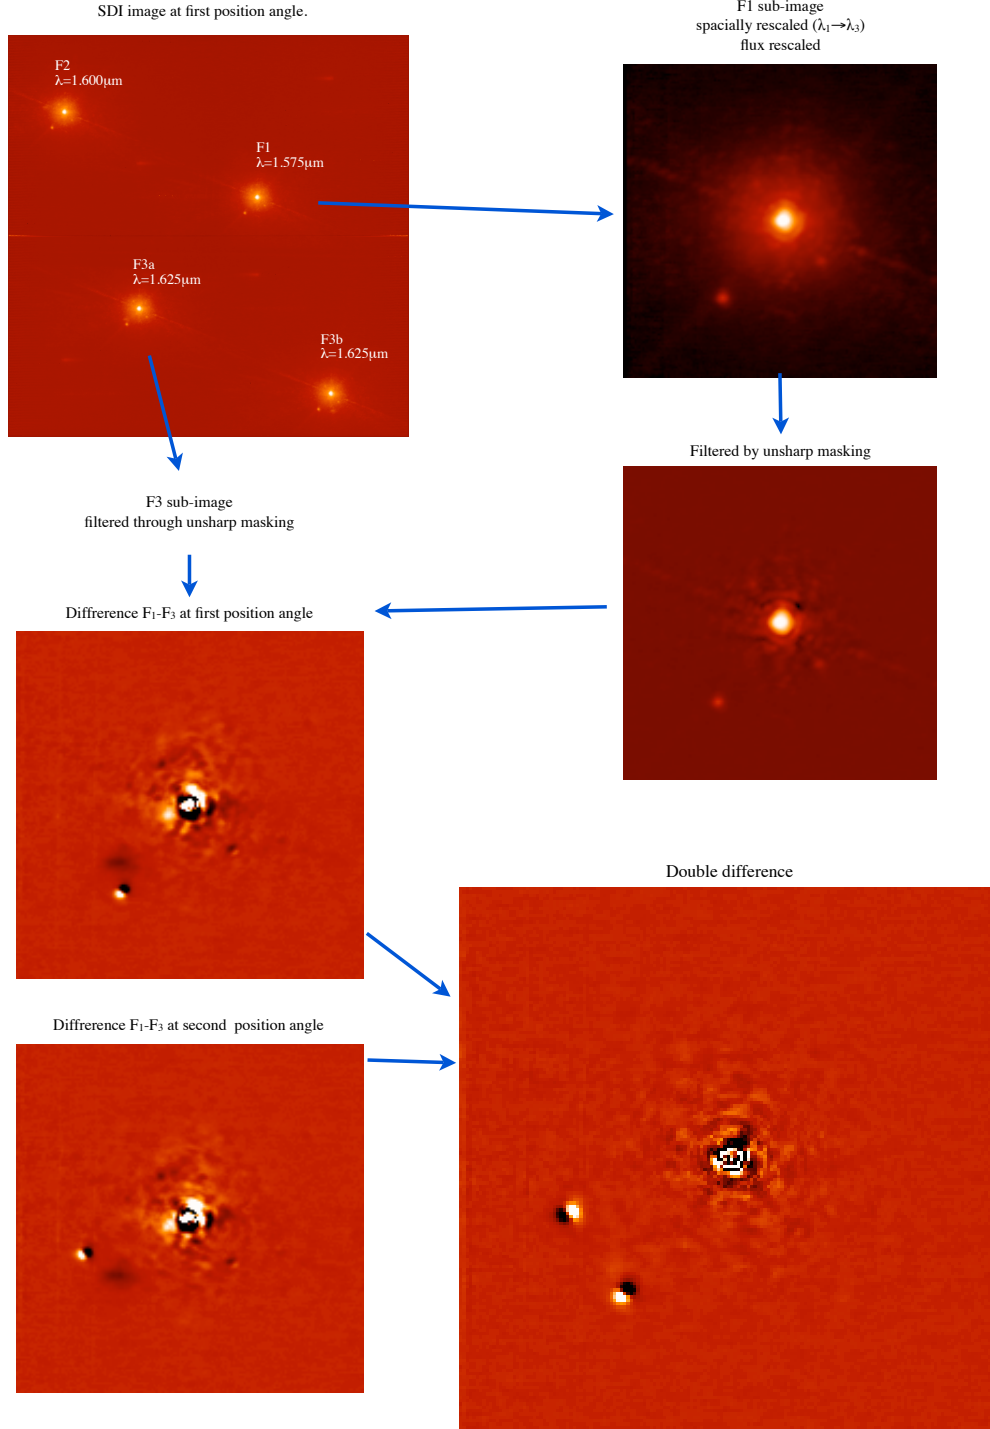 SDI image at first position angle.
F1 sub-image
spacially rescaled (λ₁→λ₃)
flux rescaled
F2
λ=1.600μm
F1
λ=1.575μm
F3a
λ=1.625μm
F3b
λ=1.625μm
Filtered by unsharp masking
F3 sub-image
filtered through unsharp masking
Diffrerence F₁-F₃ at first position angle
Double difference
Diffrerence F₁-F₃ at second position angle